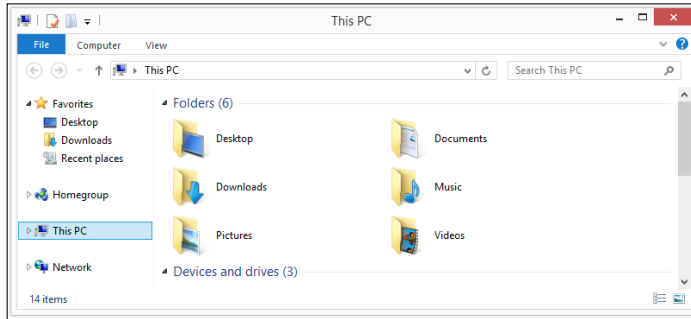 This PC
File Computer View
This PC
Search This PC
Favorites
Desktop
Downloads
Recent places
Homegroup
This PC
Network
Folders (6)
Desktop
Documents
Downloads
Music
Pictures
Videos
Devices and drives (3)
14 items